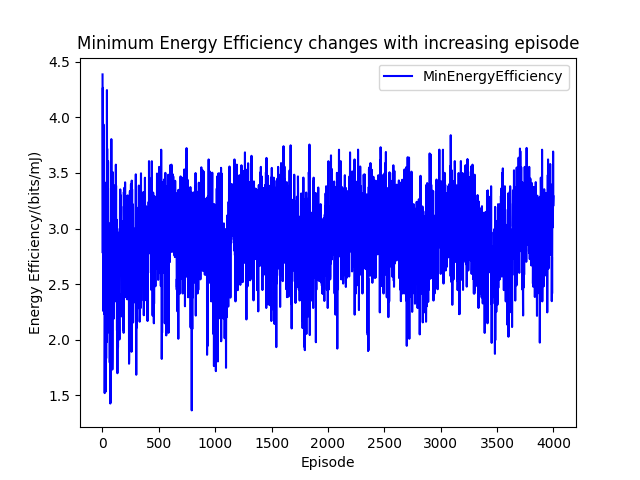 Minimum Energy Efficiency changes with increasing episode
MinEnergyEfficiency
Energy Efficiency/(bits/mJ)
4.5
4.0
3.5
3.0
2.5
2.0
1.5
0 500 1000 1500 2000 2500 3000 3500 4000
Episode